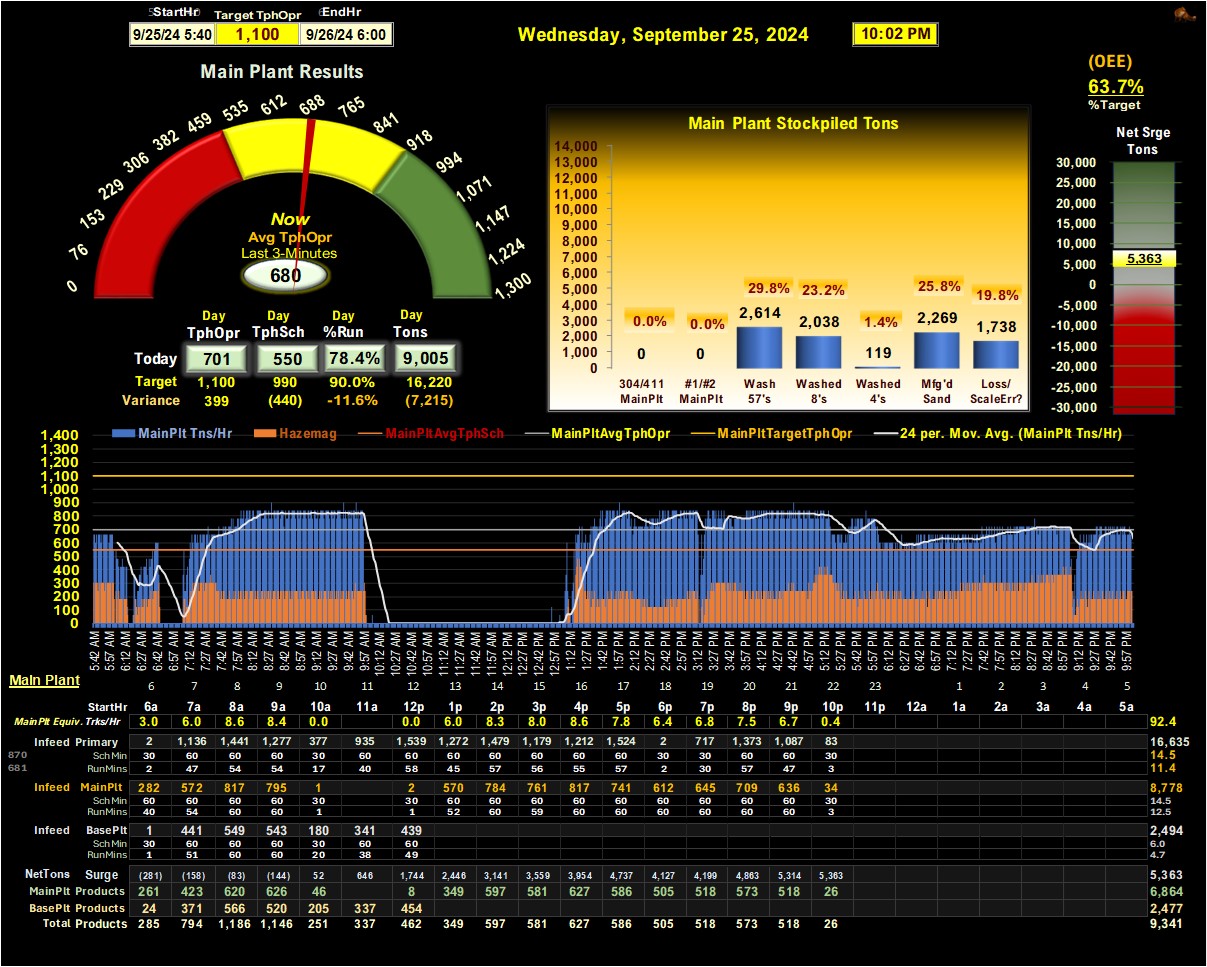 StartHr Target TphOpr EndHr
9/25/24 5:40 1,100 9/26/24 6:00
Wednesday, September 25, 2024
10:02 PM
(OEE)
63.7%
%Target
Main Plant Results
0 76 153 229 306 382 459 535 612 688 765 841 918 994 1,071 1,147 1,224 1,300
Now
Avg TphOpr
Last 3-Minutes
680
Day Day Day Day
TphOpr TphSch %Run Tons
Today 701 550 78.4% 9,005
Target 1,100 990 90.0% 16,220
Variance 399 (440) -11.6% (7,215)
Main Plant Stockpiled Tons
14,000
13,000
12,000
11,000
10,000
9,000
8,000
7,000
6,000
5,000
4,000
3,000
2,000
1,000
0
0.0% 0.0% 29.8% 23.2% 1.4% 25.8% 19.8%
0 0 2,614 2,038 119 2,269 1,738
304/411 #1/#2 Wash Washed Washed Mfg'd Loss/
MainPlt MainPlt 57's 8's 4's Sand ScaleErr?
Net Srge
Tons
30,000
25,000
20,000
15,000
10,000
5,000
0
-5,000
-10,000
-15,000
-20,000
-25,000
-30,000
5,363
MainPlt Tns/Hr Hazemag MainPltAvgTphSch MainPltAvgTphOpr MainPltTargetTphOpr 24 per. Mov. Avg. (MainPlt Tns/Hr)
1,400
1,300
1,200
1,100
1,000
900
800
700
600
500
400
300
200
100
0
5:42 AM 5:57 AM 6:12 AM 6:27 AM 6:42 AM 6:57 AM 7:12 AM 7:27 AM 7:42 AM 7:57 AM 8:12 AM 8:27 AM 8:42 AM 8:57 AM 9:12 AM 9:27 AM 9:42 AM 9:57 AM 10:12 AM 10:27 AM 10:42 AM 10:57 AM 11:12 AM 11:27 AM 11:42 AM 11:57 AM 12:12 PM 12:27 PM 12:42 PM 12:57 PM 1:12 PM 1:27 PM 1:42 PM 1:57 PM 2:12 PM 2:27 PM 2:42 PM 2:57 PM 3:12 PM 3:27 PM 3:42 PM 3:57 PM 4:12 PM 4:27 PM 4:42 PM 4:57 PM 5:12 PM 5:27 PM 5:42 PM 5:57 PM 6:12 PM 6:27 PM 6:42 PM 6:57 PM 7:12 PM 7:27 PM 7:42 PM 7:57 PM 8:12 PM 8:27 PM 8:42 PM 8:57 PM 9:12 PM 9:27 PM 9:42 PM 9:57 PM
Main Plant 6 7 8 9 10 11 12 13 14 15 16 17 18 19 20 21 22 23 1 2 3 4 5
StartHr 6a 7a 8a 9a 10a 11a 12p 1p 2p 3p 4p 5p 6p 7p 8p 9p 10p 11p 12a 1a 2a 3a 4a 5a
MainPlt Equiv. Trks/Hr 3.0 6.0 8.6 8.4 0.0 0.0 6.0 8.3 8.0 8.6 7.8 6.4 6.8 7.5 6.7 0.4 92.4
Infeed Primary 2 1,136 1,441 1,277 377 935 1,539 1,272 1,479 1,179 1,212 1,524 2 717 1,373 1,087 83 16,635
870 SchMin 30 60 60 60 30 60 60 60 60 60 60 60 30 30 60 60 30 14.5
681 RunMins 2 47 54 54 17 40 58 45 57 56 55 57 2 30 57 47 3 11.4
Infeed MainPlt 282 572 817 795 1 2 570 784 761 817 741 612 645 709 636 34 8,778
SchMin 60 60 60 60 30 30 60 60 60 60 60 60 60 60 60 30 14.5
RunMins 40 54 60 60 1 1 52 60 59 60 60 60 60 60 60 3 12.5
Infeed BasePlt 1 441 549 543 180 341 439 2,494
SchMin 30 60 60 60 30 60 60 6.0
RunMins 1 51 60 60 20 38 49 4.7
NetTons Surge (281) (158) (83) (144) 52 646 1,744 2,446 3,141 3,559 3,954 4,737 4,127 4,199 4,863 5,314 5,363 5,363
MainPlt Products 261 423 620 626 46 8 349 597 581 627 586 505 518 573 518 26 6,864
BasePlt Products 24 371 566 520 205 337 454 2,477
Total Products 285 794 1,186 1,146 251 337 462 349 597 581 627 586 505 518 573 518 26 9,341